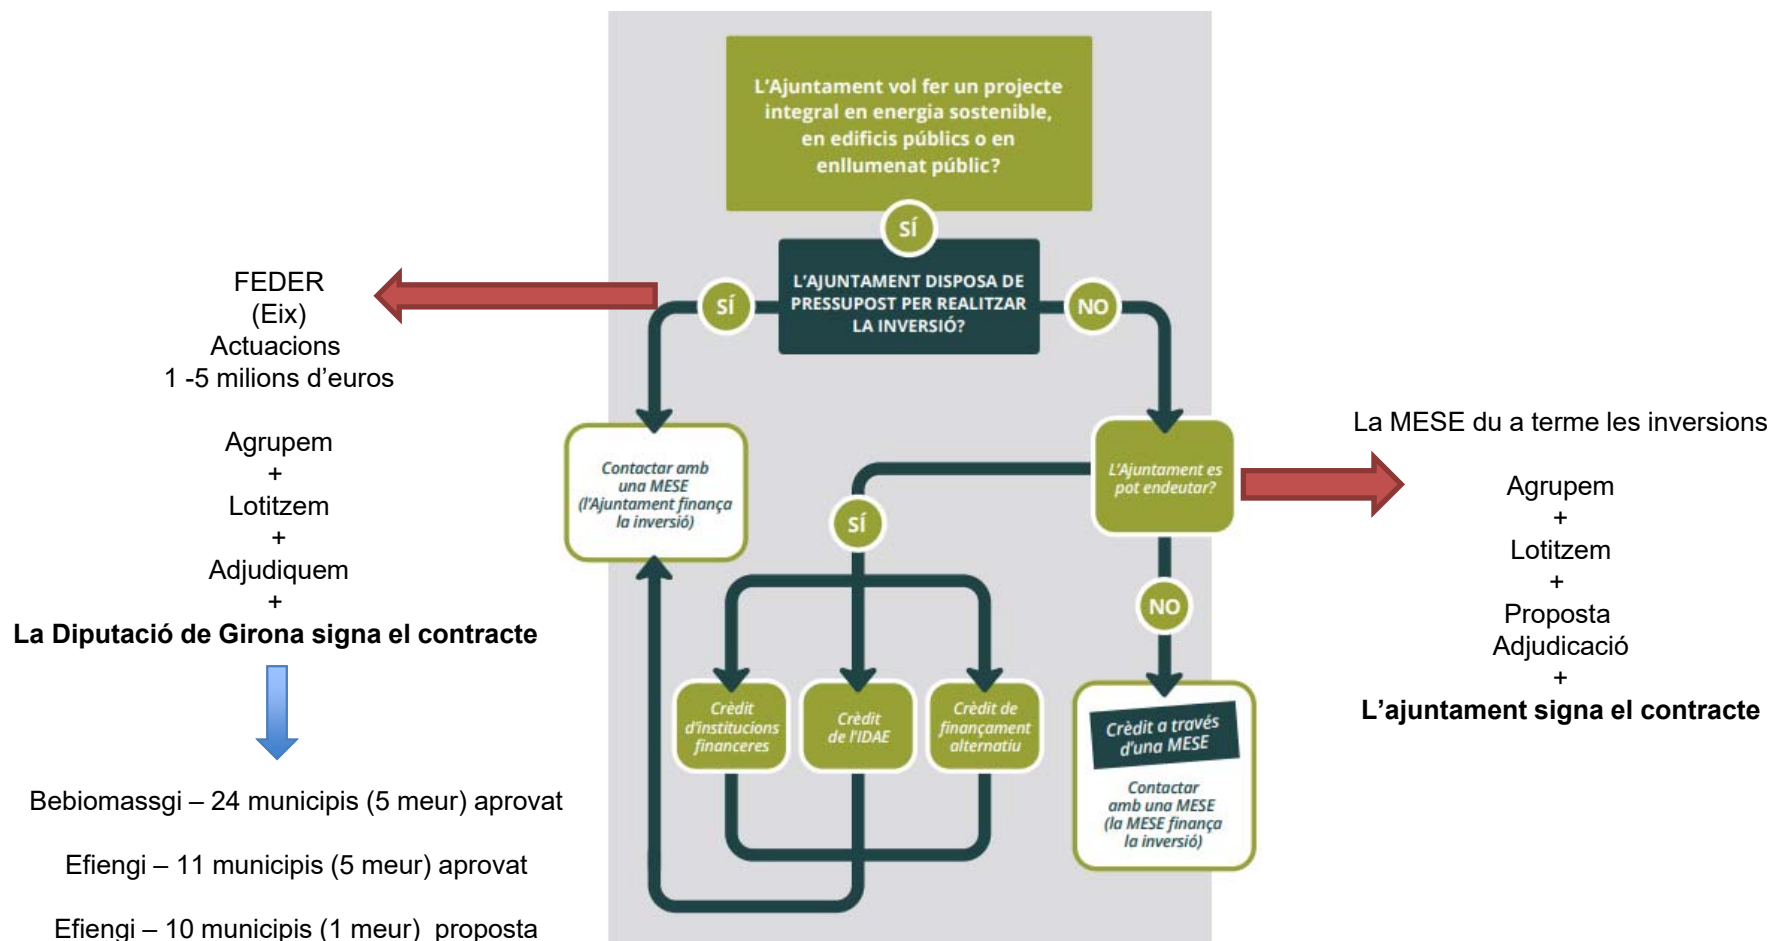 L'Ajuntament vol fer un projecte
integral en energia sostenible,
en edificis públics o en
enllumenat públic?
SÍ
L'AJUNTAMENT DISPOSA DE
PRESSUPOST PER REALITZAR
LA INVERSIÓ?
SÍ
NO
FEDER
(Eix)
Actuacions
1 -5 milions d'euros
Agrupem
+
Lotitzem
+
Adjudiquem
+
La Diputació de Girona signa el contracte
Bebiomassgi – 24 municipis (5 meur) aprovat
Efiengi – 11 municipis (5 meur) aprovat
Efiengi – 10 municipis (1 meur)  proposta
Contactar amb
una MESE
(l'Ajuntament finança
la inversió)
L'Ajuntament es
pot endeutar?
SÍ
NO
Crèdit
d'institucions
financeres
Crèdit
de l'IDAE
Crèdit de
finançament
alternatiu
Crèdit a través
d'una MESE
Contactar
amb una MESE
(la MESE finança
la inversió)
La MESE du a terme les inversions
Agrupem
+
Lotitzem
+
Proposta
Adjudicació
+
L'ajuntament signa el contracte